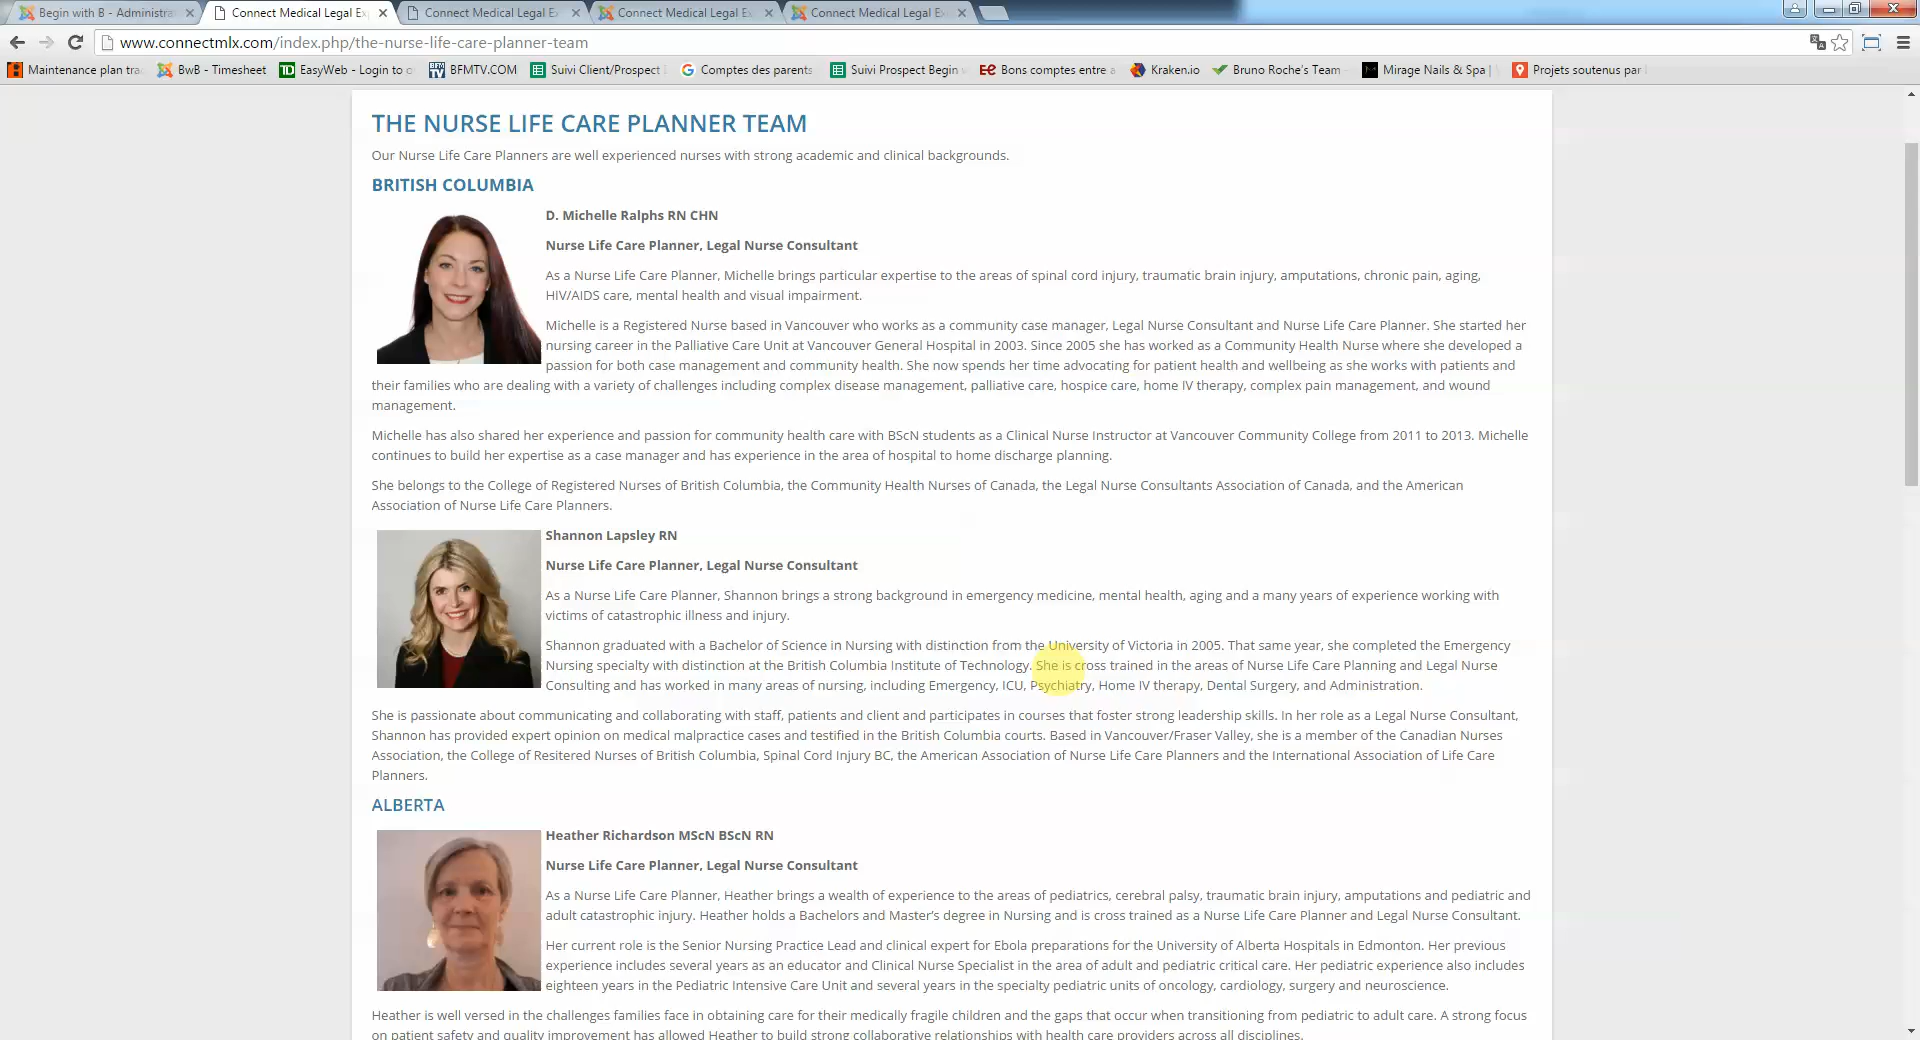 Begin with B - Administra
Connect Medical Legal Ex
Connect Medical Legal Ex
Connect Medical Legal Ex
Connect Medical Legal Ex
www.connectmlx.com/index.php/the-nurse-life-care-planner-team
Maintenance plan trac
BwB - Timesheet
EasyWeb - Login to o
BFMTV.COM
Suivi Client/Prospect
Comptes des parents
Suivi Prospect Begin
Bons comptes entre a
Kraken.io
Bruno Roche's Team
Mirage Nails & Spa |
Projets soutenus par
THE NURSE LIFE CARE PLANNER TEAM
Our Nurse Life Care Planners are well experienced nurses with strong academic and clinical backgrounds.
BRITISH COLUMBIA
D. Michelle Ralphs RN CHN
Nurse Life Care Planner, Legal Nurse Consultant
As a Nurse Life Care Planner, Michelle brings particular expertise to the areas of spinal cord injury, traumatic brain injury, amputations, chronic pain, aging,
HIV/AIDS care, mental health and visual impairment.
Michelle is a Registered Nurse based in Vancouver who works as a community case manager, Legal Nurse Consultant and Nurse Life Care Planner. She started her
nursing career in the Palliative Care Unit at Vancouver General Hospital in 2003. Since 2005 she has worked as a Community Health Nurse where she developed a
passion for both case management and community health. She now spends her time advocating for patient health and wellbeing as she works with patients and
their families who are dealing with a variety of challenges including complex disease management, palliative care, hospice care, home IV therapy, complex pain management, and wound
management.
Michelle has also shared her experience and passion for community health care with BScN students as a Clinical Nurse Instructor at Vancouver Community College from 2011 to 2013. Michelle
continues to build her expertise as a case manager and has experience in the area of hospital to home discharge planning.
She belongs to the College of Registered Nurses of British Columbia, the Community Health Nurses of Canada, the Legal Nurse Consultants Association of Canada, and the American
Association of Nurse Life Care Planners.
Shannon Lapsley RN
Nurse Life Care Planner, Legal Nurse Consultant
As a Nurse Life Care Planner, Shannon brings a strong background in emergency medicine, mental health, aging and a many years of experience working with
victims of catastrophic illness and injury.
Shannon graduated with a Bachelor of Science in Nursing with distinction from the University of Victoria in 2005. That same year, she completed the Emergency
Nursing specialty with distinction at the British Columbia Institute of Technology. She is cross trained in the areas of Nurse Life Care Planning and Legal Nurse
Consulting and has worked in many areas of nursing, including Emergency, ICU, Psychiatry, Home IV therapy, Dental Surgery, and Administration.
She is passionate about communicating and collaborating with staff, patients and client and participates in courses that foster strong leadership skills. In her role as a Legal Nurse Consultant,
Shannon has provided expert opinion on medical malpractice cases and testified in the British Columbia courts. Based in Vancouver/Fraser Valley, she is a member of the Canadian Nurses
Association, the College of Resitered Nurses of British Columbia, Spinal Cord Injury BC, the American Association of Nurse Life Care Planners and the International Association of Life Care
Planners.
ALBERTA
Heather Richardson MScN BScN RN
Nurse Life Care Planner, Legal Nurse Consultant
As a Nurse Life Care Planner, Heather brings a wealth of experience to the areas of pediatrics, cerebral palsy, traumatic brain injury, amputations and pediatric and
adult catastrophic injury. Heather holds a Bachelors and Master's degree in Nursing and is cross trained as a Nurse Life Care Planner and Legal Nurse Consultant.
Her current role is the Senior Nursing Practice Lead and clinical expert for Ebola preparations for the University of Alberta Hospitals in Edmonton. Her previous
experience includes several years as an educator and Clinical Nurse Specialist in the area of adult and pediatric critical care. Her pediatric experience also includes
eighteen years in the Pediatric Intensive Care Unit and several years in the specialty pediatric units of oncology, cardiology, surgery and neuroscience.
Heather is well versed in the challenges families face in obtaining care for their medically fragile children and the gaps that occur when transitioning from pediatric to adult care. A strong focus
on patient safety and quality improvement has allowed Heather to build strong collaborative relationships with health care providers across all disciplines.